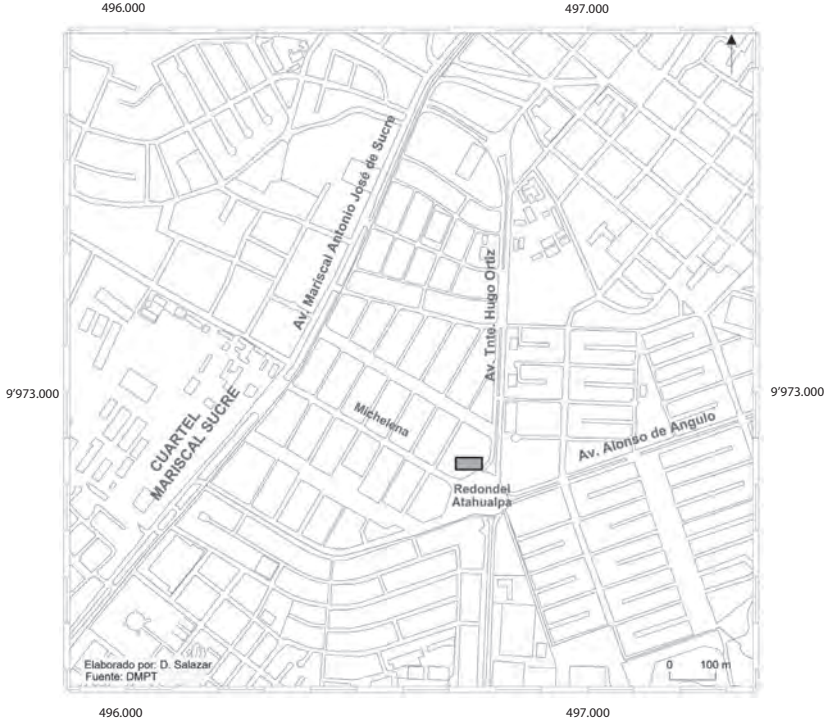 496.000
497.000
Av. Mariscal Antonio José de Sucre
Av. Tnte. Hugo Ortiz
9'973.000
9'973.000
Michelena
CUARTEL
MARISCAL SUCRE
Av. Alonso de Angulo
Redondel
Atahualpa
Elaborado por: D. Salazar
Fuente: DMPT
0 100 m
496.000
497.000